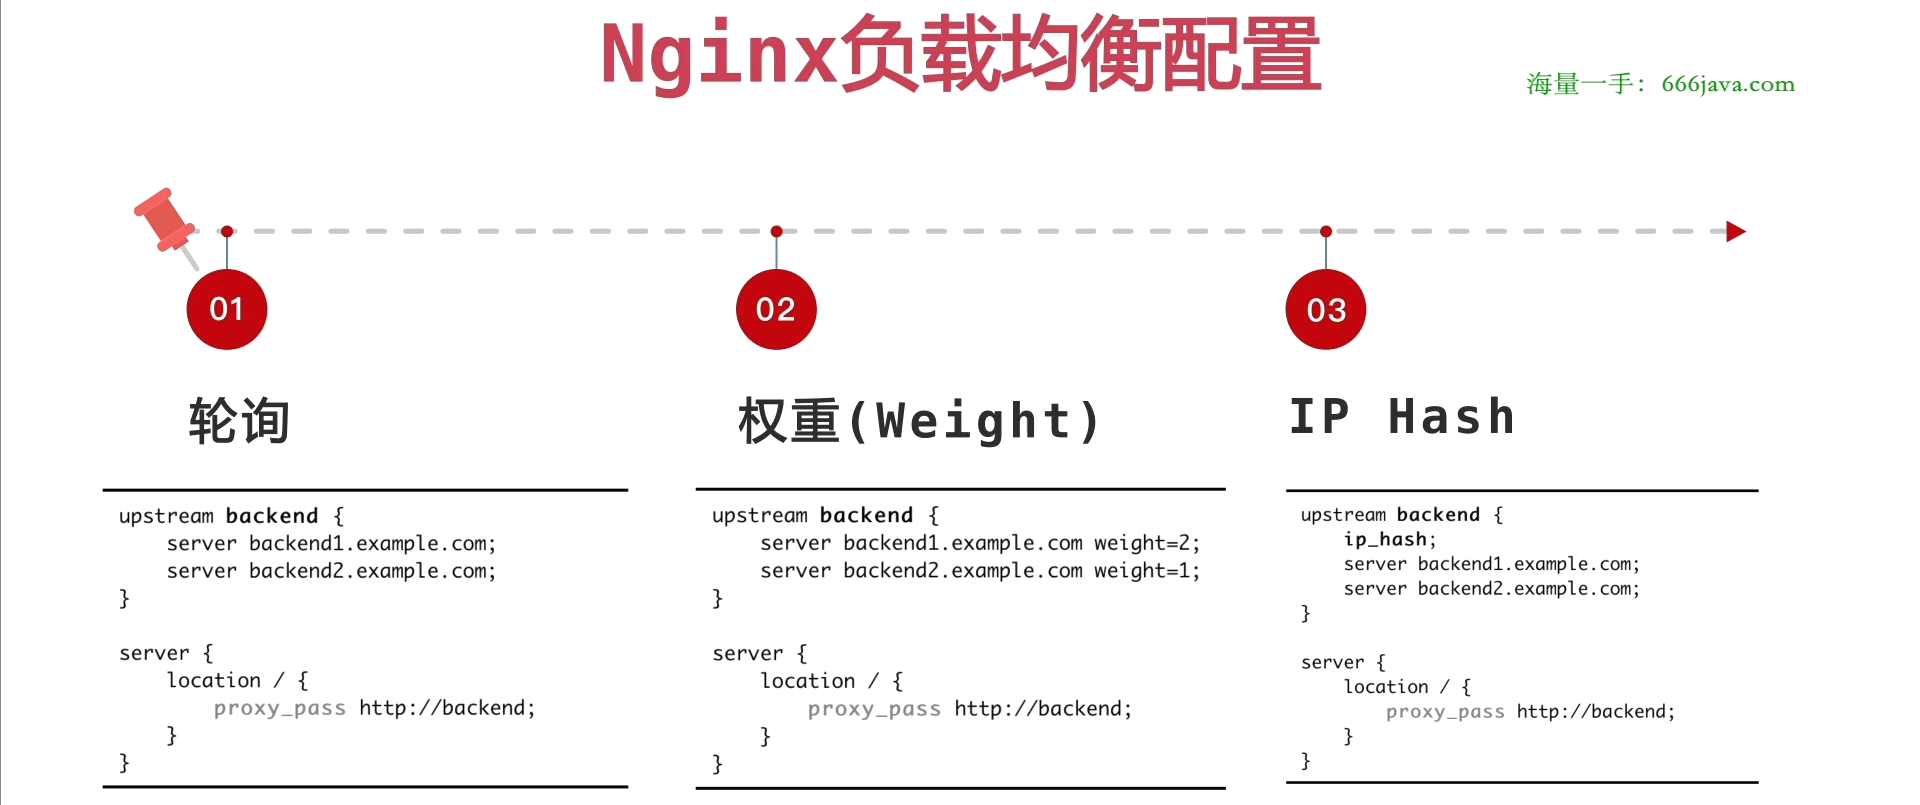 Nginx负载均衡配置
海量一手：666java.com
01
轮询
upstream backend {
    server backend1.example.com;
    server backend2.example.com;
}
server {
    location / {
        proxy_pass http://backend;
    }
}
02
权重(Weight)
upstream backend {
    server backend1.example.com weight=2;
    server backend2.example.com weight=1;
}
server {
    location / {
        proxy_pass http://backend;
    }
}
03
IP Hash
upstream backend {
    ip_hash;
    server backend1.example.com;
    server backend2.example.com;
}
server {
    location / {
        proxy_pass http://backend;
    }
}